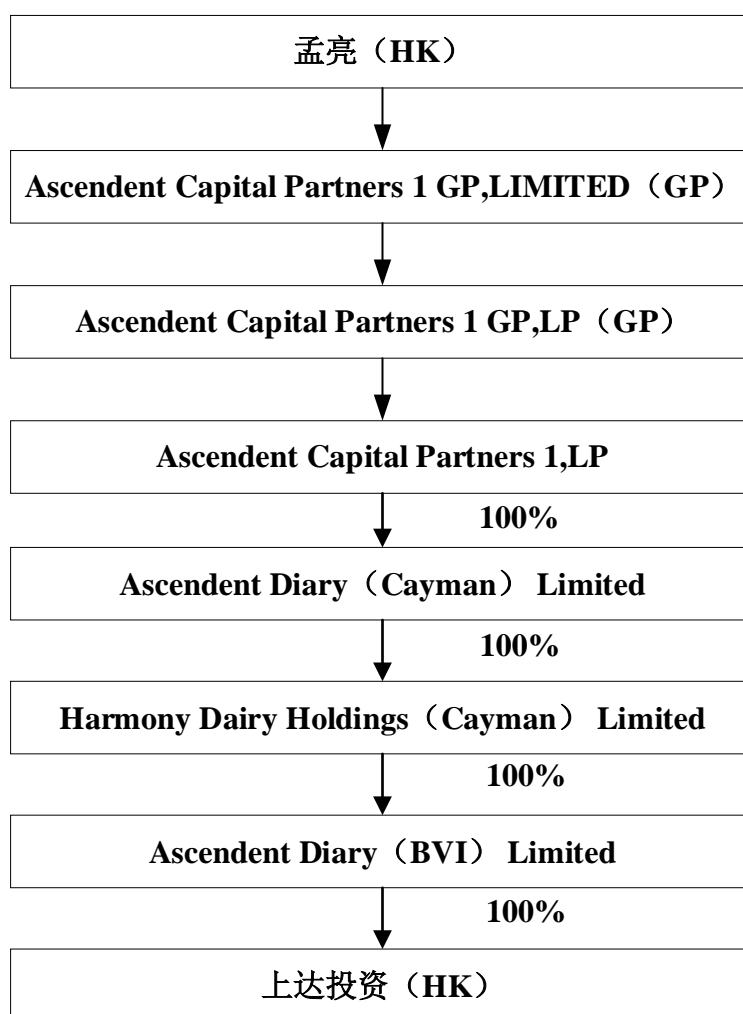 孟亮（HK）
Ascendent Capital Partners 1 GP,LIMITED（GP）
Ascendent Capital Partners 1 GP,LP（GP）
Ascendent Capital Partners 1,LP
100%
Ascendent Diary（Cayman） Limited
100%
Harmony Dairy Holdings（Cayman） Limited
100%
Ascendent Diary（BVI） Limited
100%
上达投资（HK）